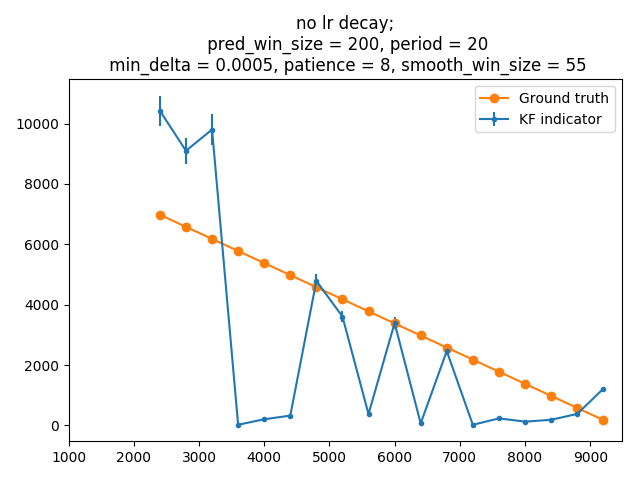 no lr decay;
pred_win_size = 200, period = 20
min_delta = 0.0005, patience = 8, smooth_win_size = 55
Ground truth
KF indicator
10000
8000
6000
4000
2000
0
1000 2000 3000 4000 5000 6000 7000 8000 9000